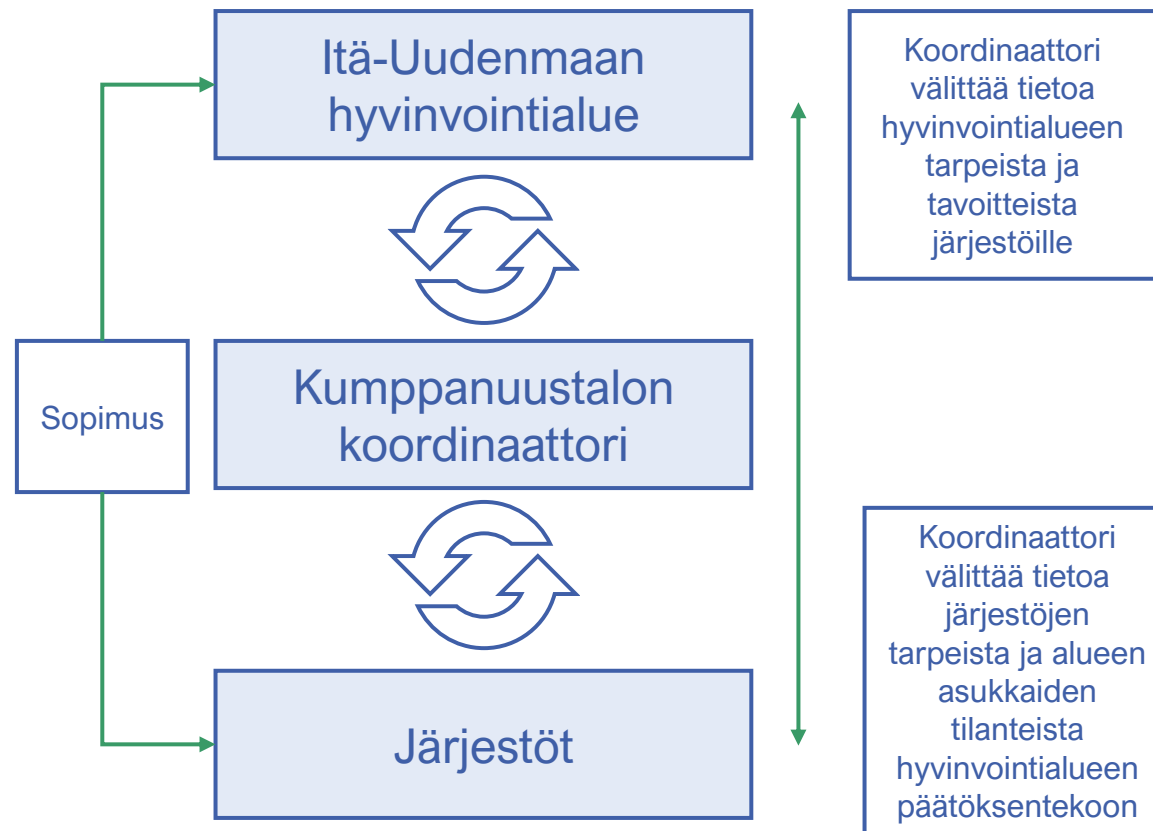 Itä-Uudenmaan
hyvinvointialue
Koordinaattori
välittää tietoa
hyvinvointialueen
tarpeista ja
tavoitteista
järjestöille
Sopimus
Kumppanuustalon
koordinaattori
Järjestöt
Koordinaattori
välittää tietoa
järjestöjen
tarpeista ja alueen
asukkaiden
tilanteista
hyvinvointialueen
päätöksentekoon